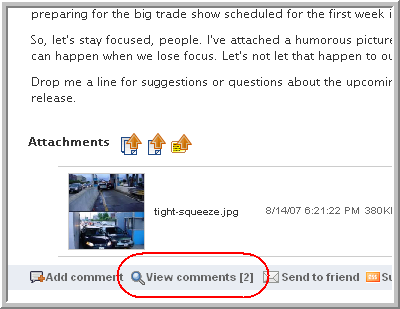 preparing for the big trade show scheduled for the first week i
So, let's stay focused, people. I've attached a humorous picture
can happen when we lose focus. Let's not let that happen to ou
Drop me a line for suggestions or questions about the upcomin
release.
Attachments
tight-squeeze.jpg 8/14/07 6:21:22 PM 380K
Add comment View comments [2] Send to friend Su